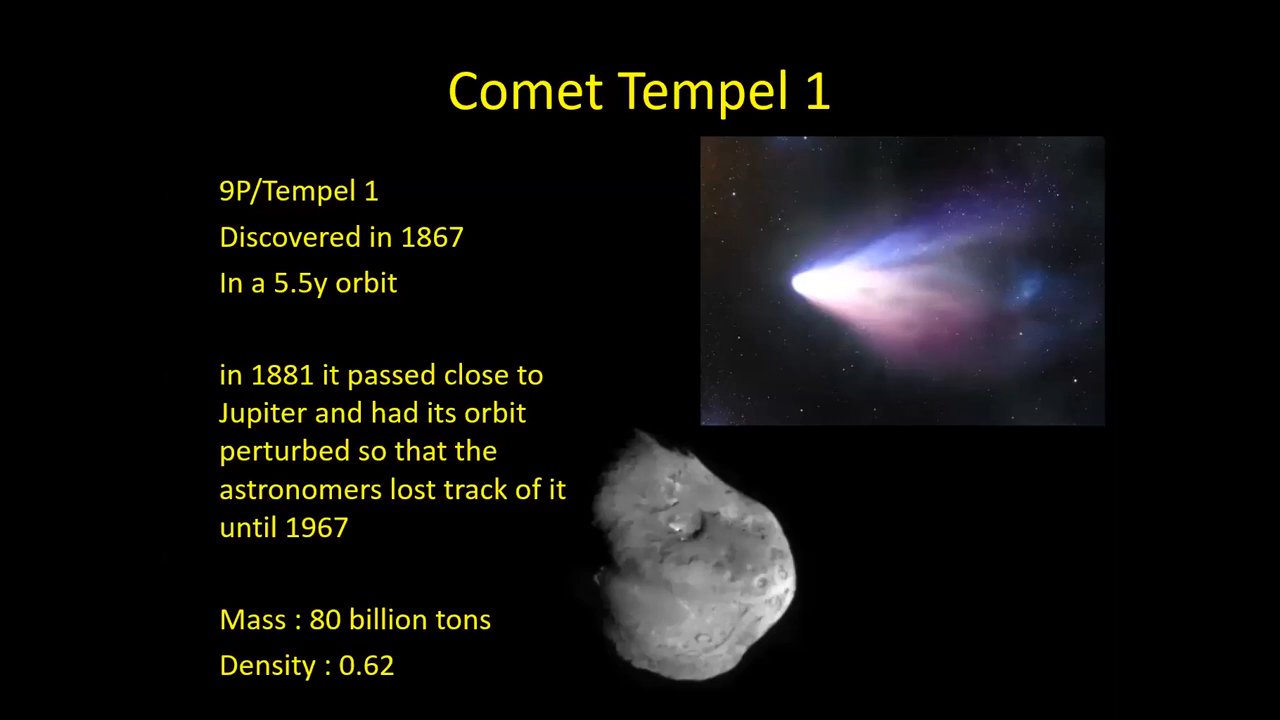 Comet Tempel 1
9P/Tempel 1
Discovered in 1867
In a 5.5y orbit
in 1881 it passed close to
Jupiter and had its orbit
perturbed so that the
astronomers lost track of it
until 1967
Mass : 80 billion tons
Density : 0.62